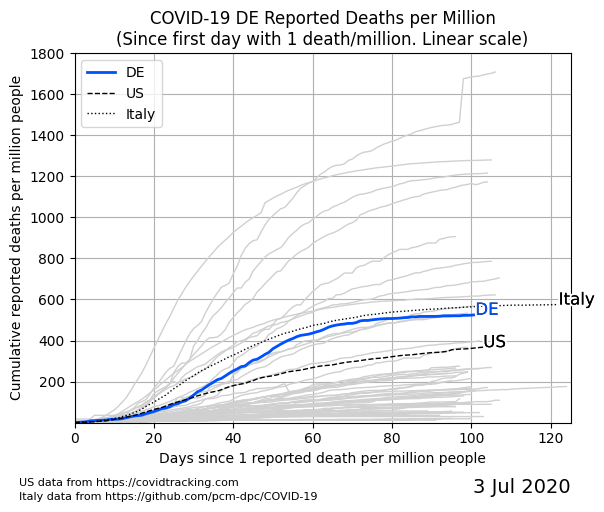 COVID-19 DE Reported Deaths per Million
(Since first day with 1 death/million. Linear scale)
Cumulative reported deaths per million people
1800
1600
1400
1200
1000
800
600
400
200
DE
US
Italy
Italy
DE
US
0 20 40 60 80 100 120
Days since 1 reported death per million people
US data from https://covidtracking.com
Italy data from https://github.com/pcm-dpc/COVID-19
3 Jul 2020